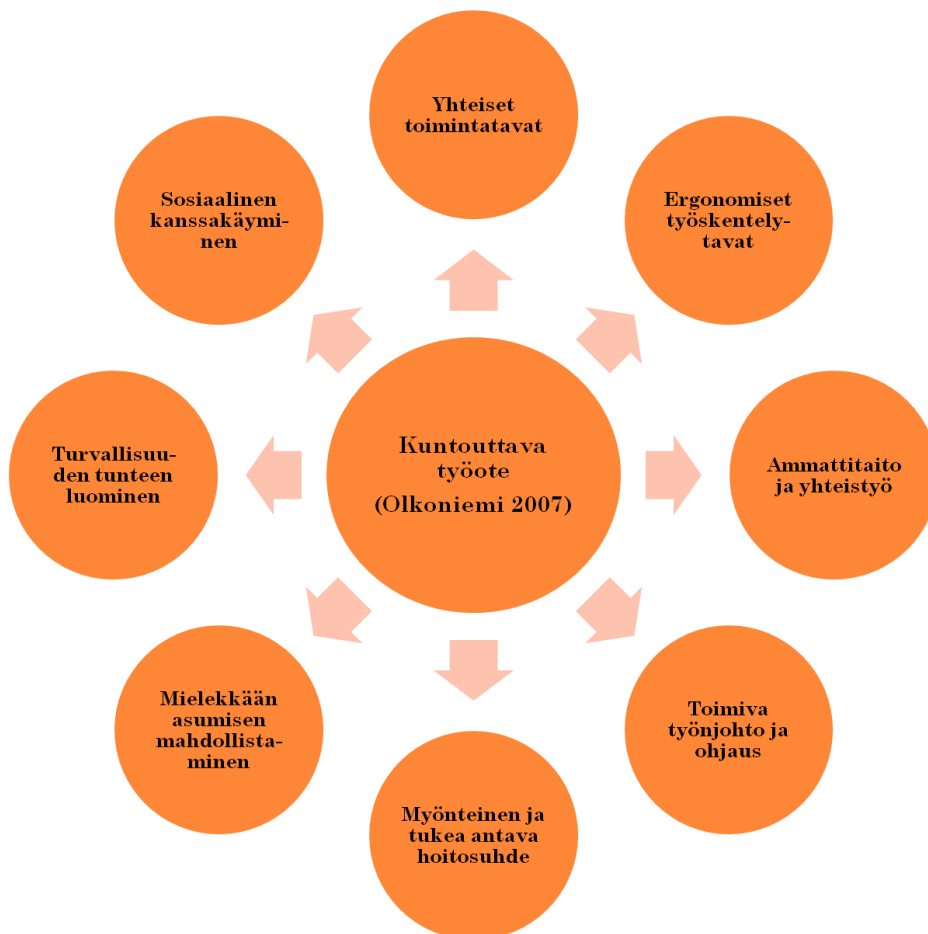 Yhteiset
toimintatavat
Ergonomiset
työskentely-
tavat
Ammattitaito
ja yhteistyö
Toimiva
työnjohto ja
ohjaus
Myönteinen ja
tukea antava
hoitosuhde
Mielekkään
asumisen
mahdollista-
minen
Turvallisuu-
den tunteen
luominen
Sosiaalinen
kanssakäymi-
nen
Kuntouttava
työote
(Olkoniemi 2007)